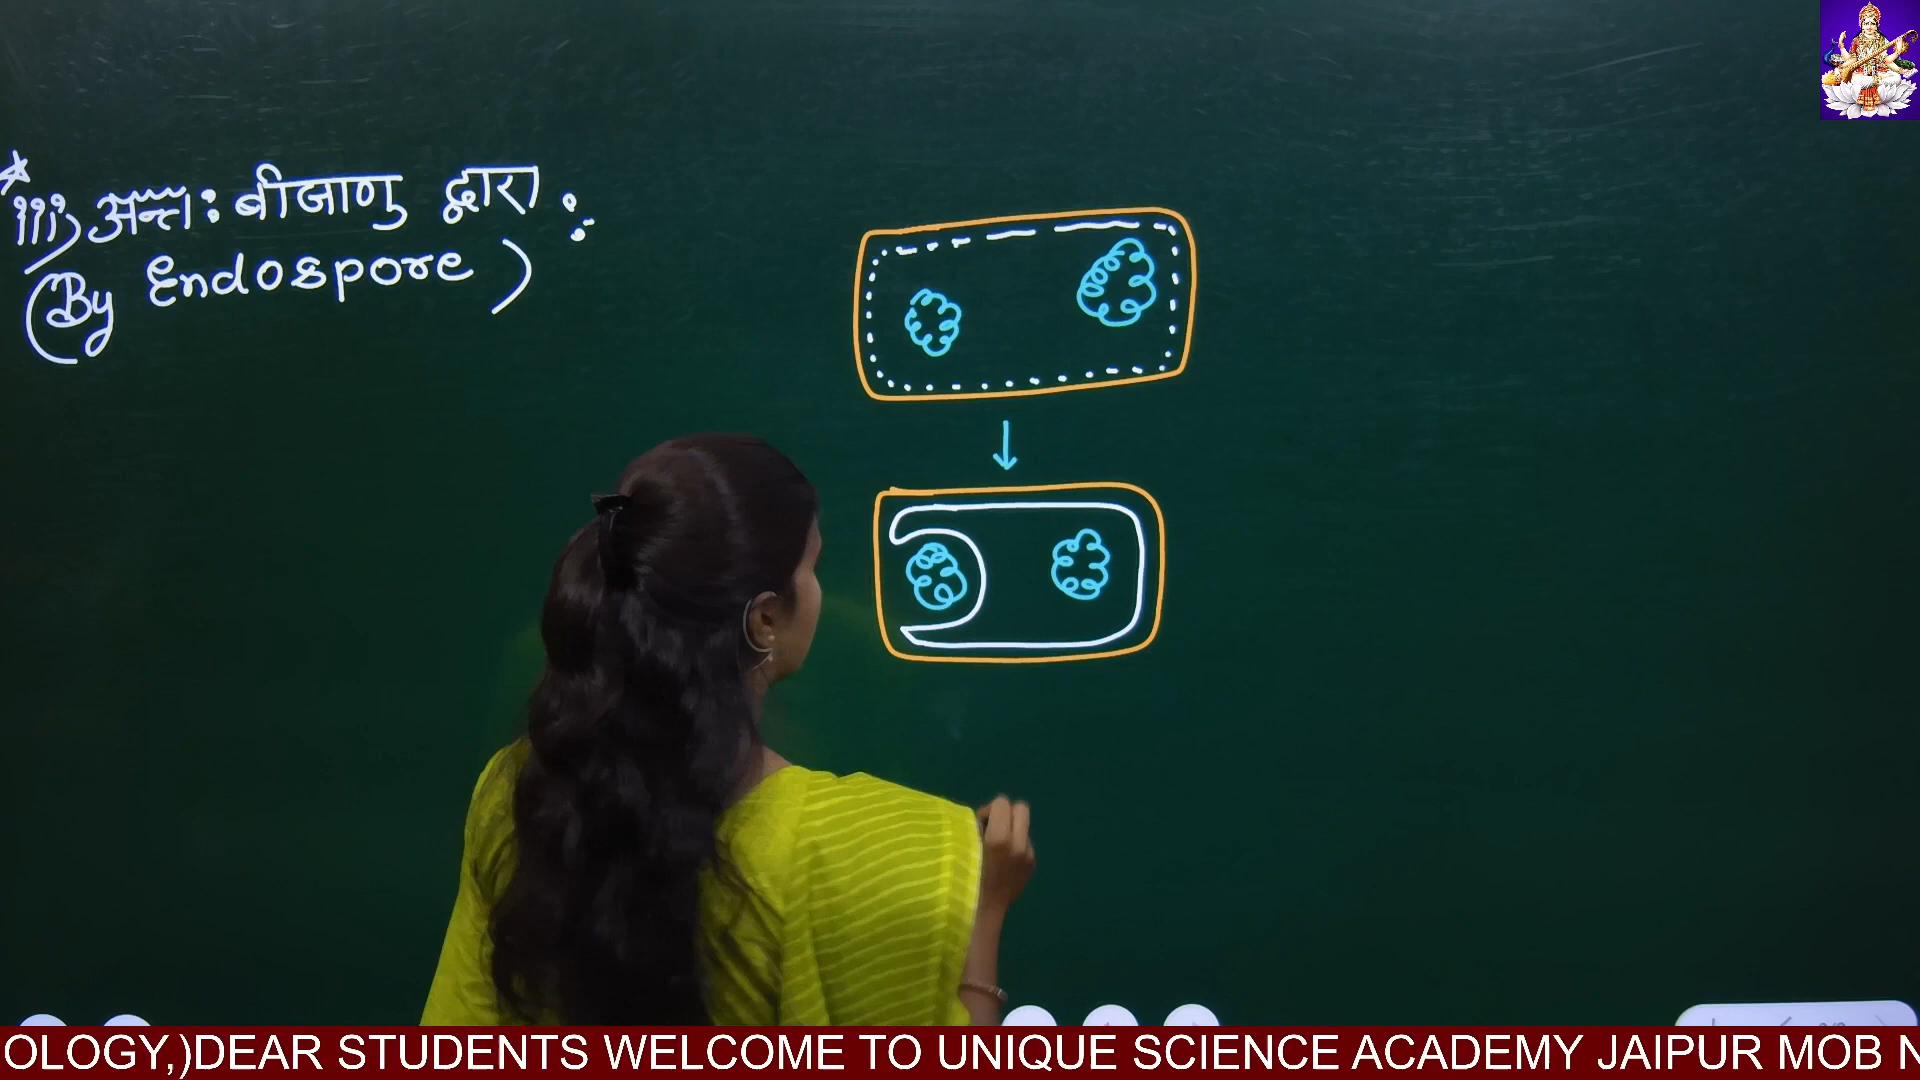 iii) अन्त: बीजाणु द्वारा :-
(By Endospore)
OLOGY,)DEAR STUDENTS WELCOME TO UNIQUE SCIENCE ACADEMY JAIPUR MOB N